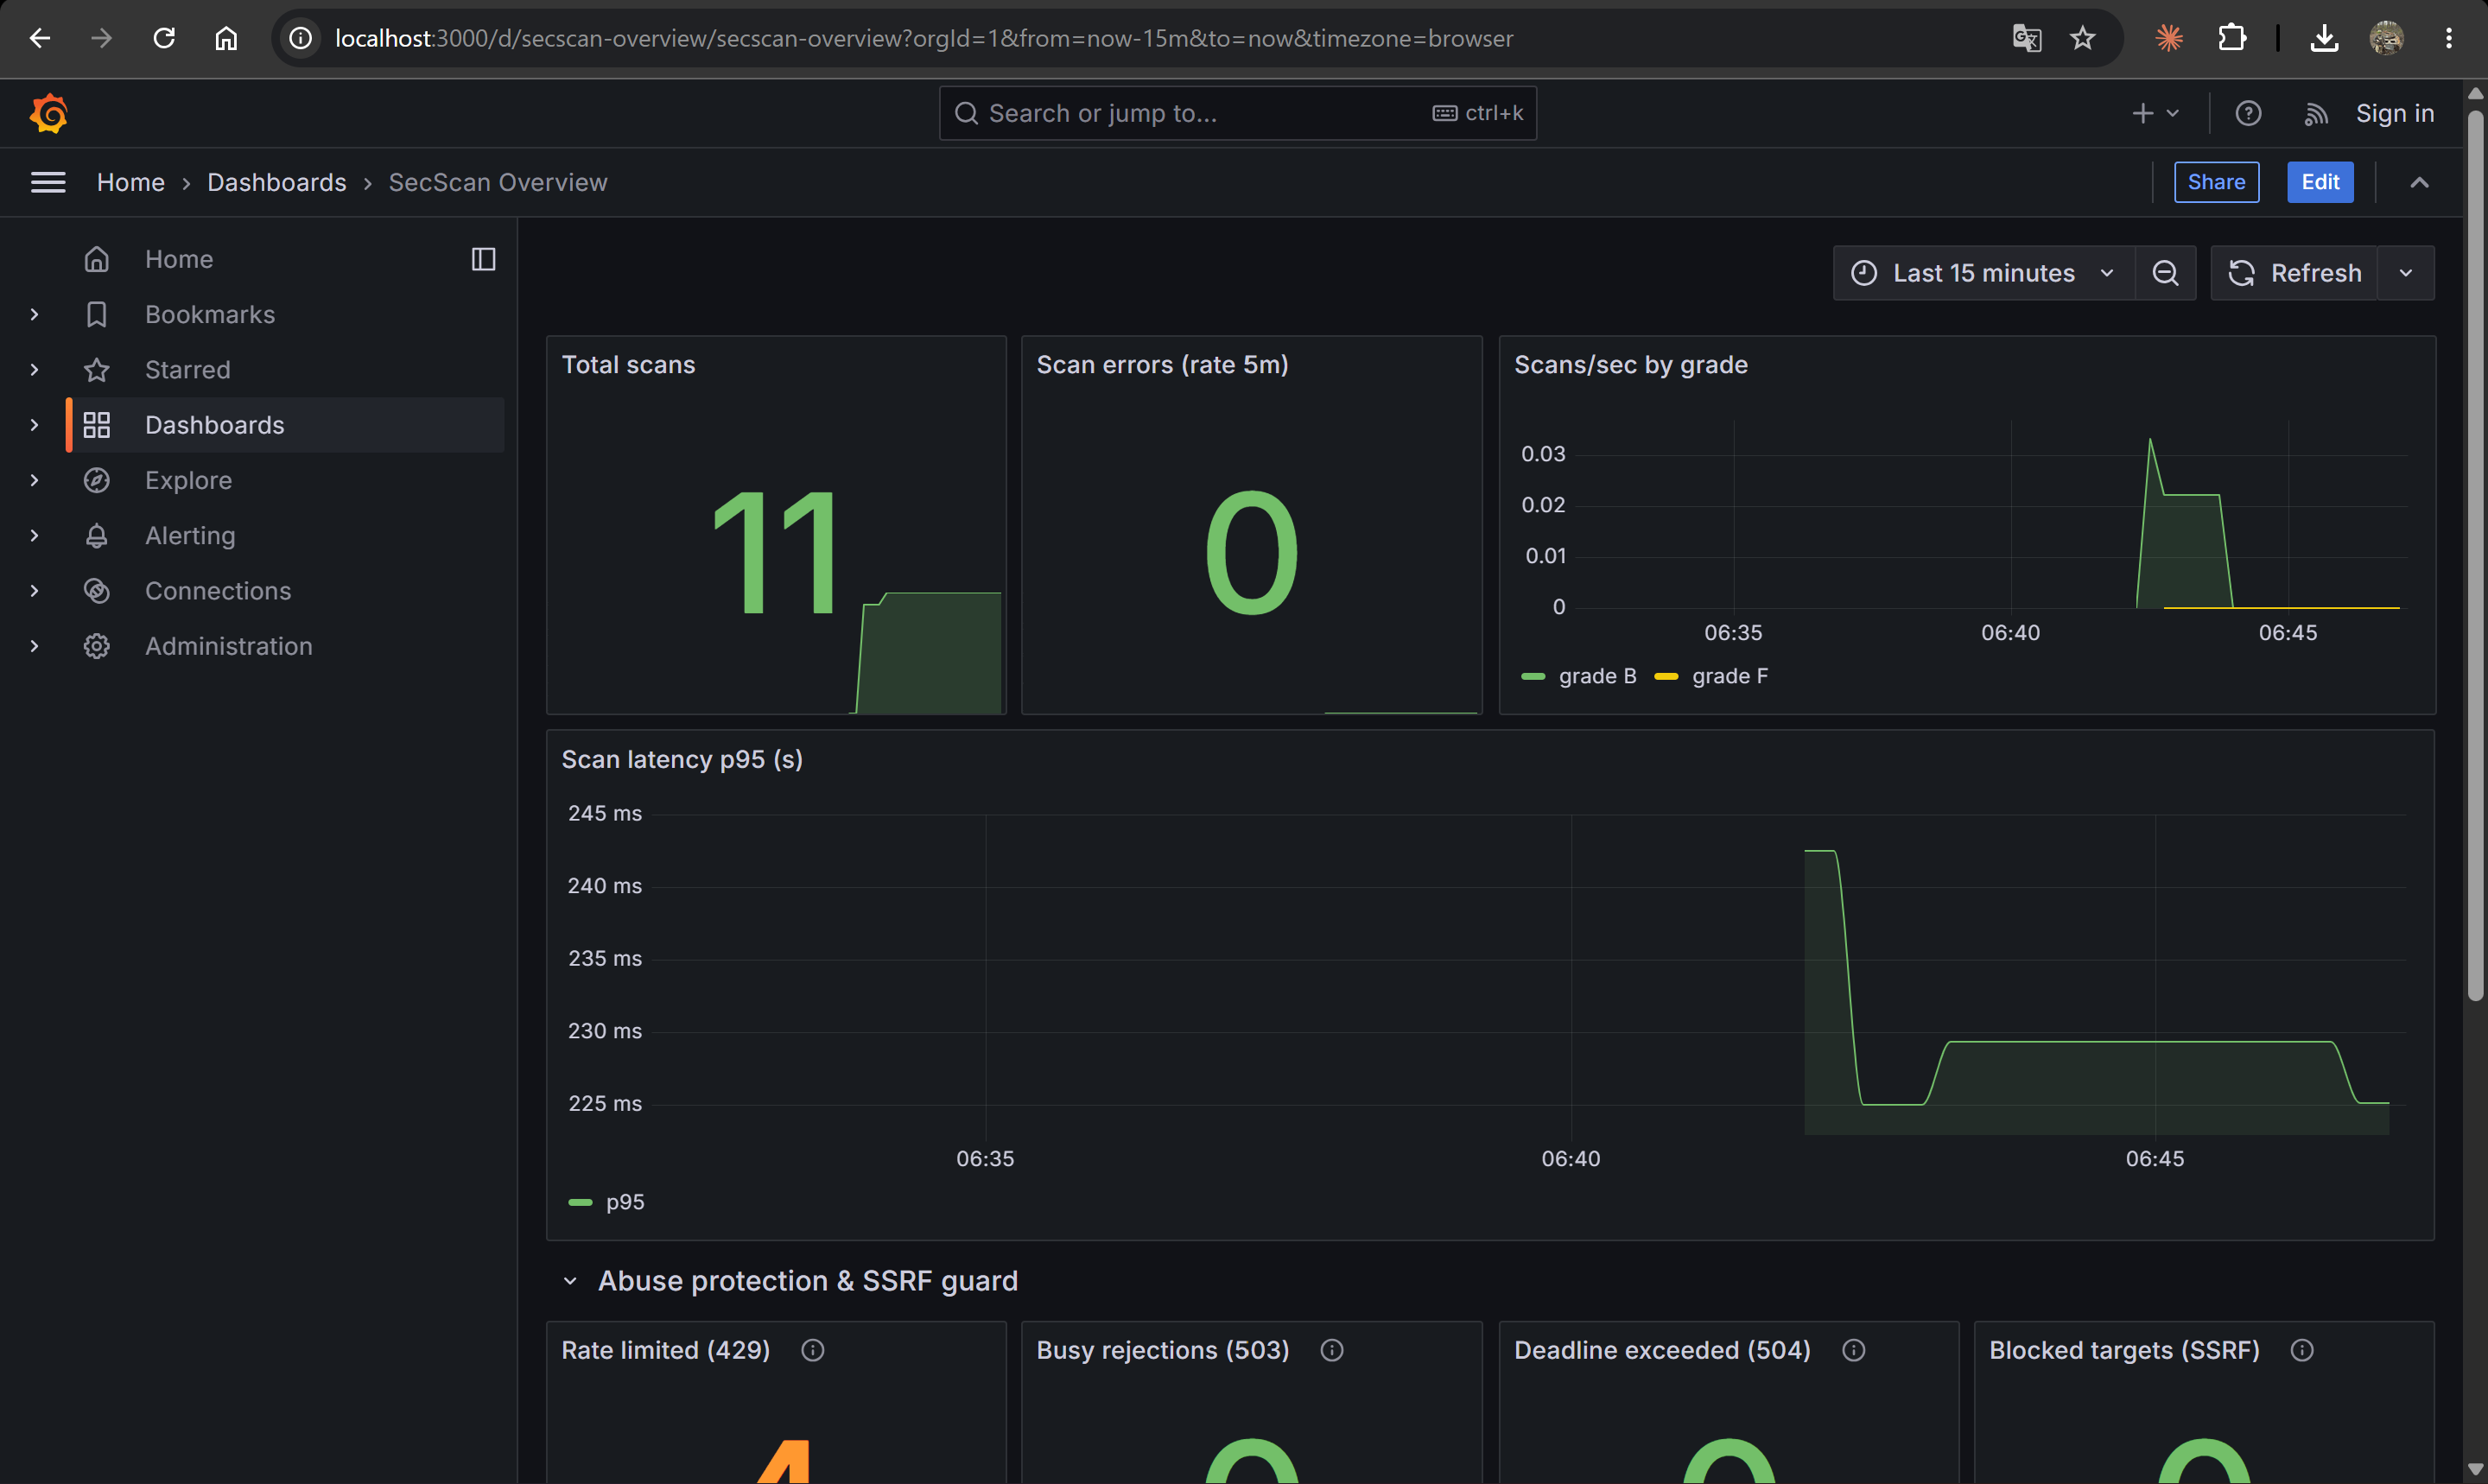 localhost:3000/d/secscan-overview/secscan-overview?orgId=1&from=now-15m&to=now&timezone=browser
Search or jump to... ctrl+k
Sign in
Home › Dashboards › SecScan Overview
Share Edit
Home
Bookmarks
Starred
Dashboards
Explore
Alerting
Connections
Administration
Last 15 minutes
Refresh
Total scans
11
Scan errors (rate 5m)
0
Scans/sec by grade
0.03
0.02
0.01
0
06:35 06:40 06:45
grade B grade F
Scan latency p95 (s)
245 ms
240 ms
235 ms
230 ms
225 ms
06:35 06:40 06:45
p95
Abuse protection & SSRF guard
Rate limited (429)
4
Busy rejections (503)
0
Deadline exceeded (504)
0
Blocked targets (SSRF)
0